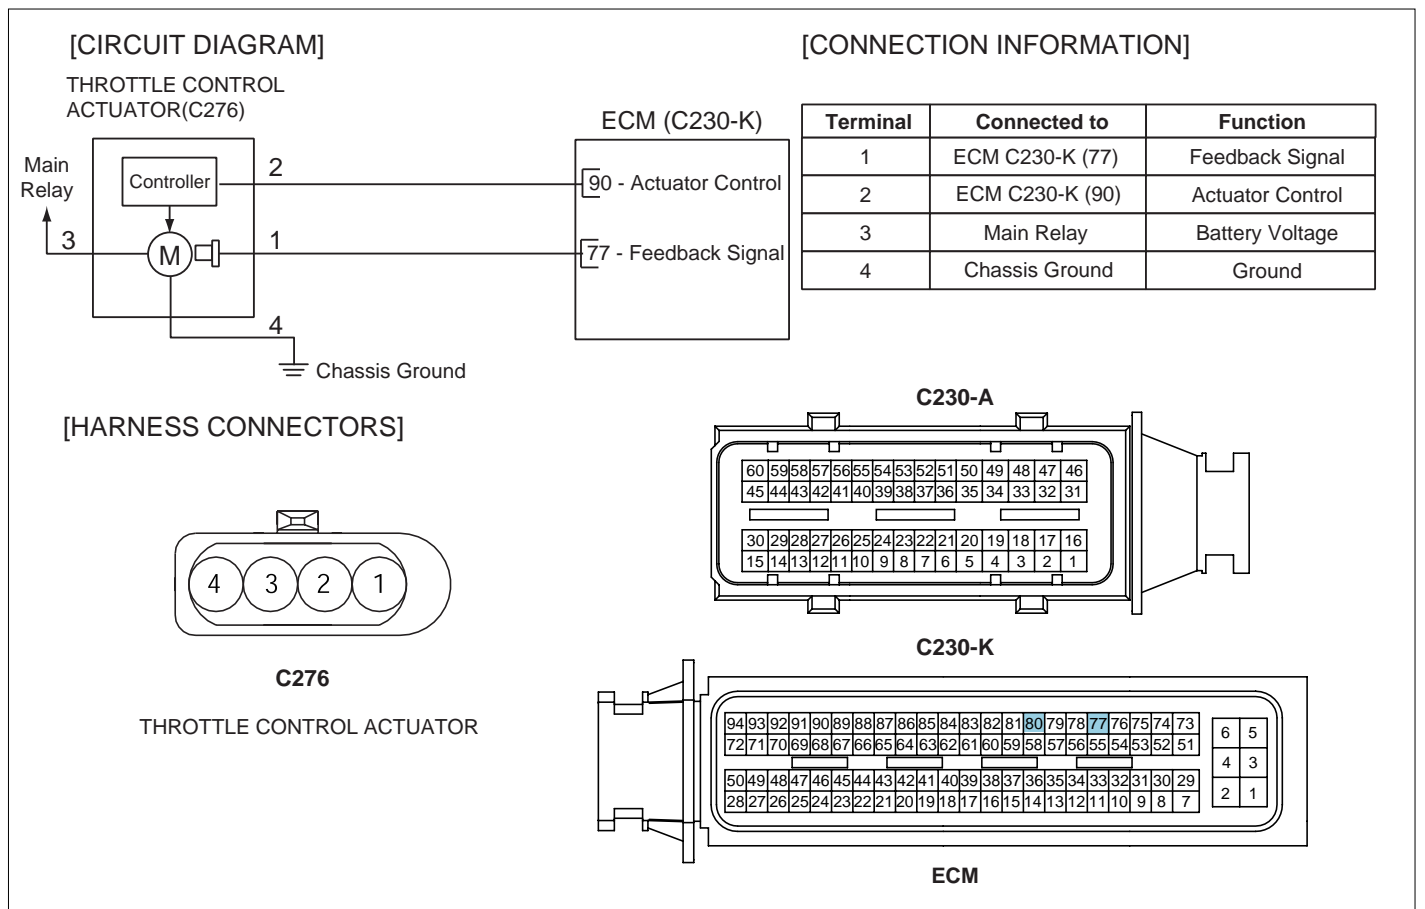 [CIRCUIT DIAGRAM]
THROTTLE CONTROL
ACTUATOR(C276)
Main
Relay
Controller
M
3
2
1
4
Chassis Ground
ECM (C230-K)
90 - Actuator Control
77 - Feedback Signal
[CONNECTION INFORMATION]
Terminal Connected to Function
1 ECM C230-K (77) Feedback Signal
2 ECM C230-K (90) Actuator Control
3 Main Relay Battery Voltage
4 Chassis Ground Ground
[HARNESS CONNECTORS]
4 3 2 1
C276
THROTTLE CONTROL ACTUATOR
C230-A
60 59 58 57 56 55 54 53 52 51 50 49 48 47 46
45 44 43 42 41 40 39 38 37 36 35 34 33 32 31
30 29 28 27 26 25 24 23 22 21 20 19 18 17 16
15 14 13 12 11 10 9 8 7 6 5 4 3 2 1
C230-K
94 93 92 91 90 89 88 87 86 85 84 83 82 81 80 79 78 77 76 75 74 73
72 71 70 69 68 67 66 65 64 63 62 61 60 59 58 57 56 55 54 53 52 51
50 49 48 47 46 45 44 43 42 41 40 39 38 37 36 35 34 33 32 31 30 29
28 27 26 25 24 23 22 21 20 19 18 17 16 15 14 13 12 11 10 9 8 7
6 5
4 3
2 1
ECM